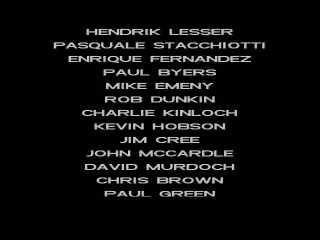 HENDRIK LESSER
PASQUALE STACCHIOTTI
ENRIQUE FERNANDEZ
PAUL BYERS
MIKE EMENY
ROB DUNKIN
CHARLIE KINLOCH
KEVIN HOBSON
JIM CREE
JOHN MCCARDLE
DAVID MURDOCH
CHRIS BROWN
PAUL GREEN